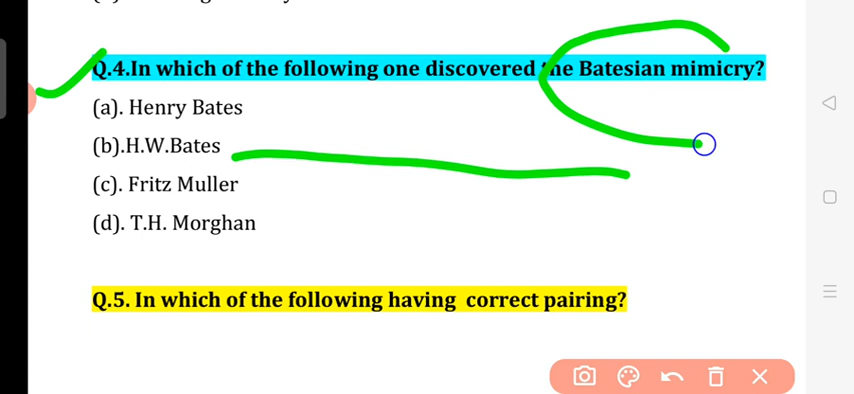 Q.4.In which of the following one discovered the Batesian mimicry?
(a). Henry Bates
(b).H.W.Bates
(c). Fritz Muller
(d). T.H. Morghan
Q.5. In which of the following having correct pairing?